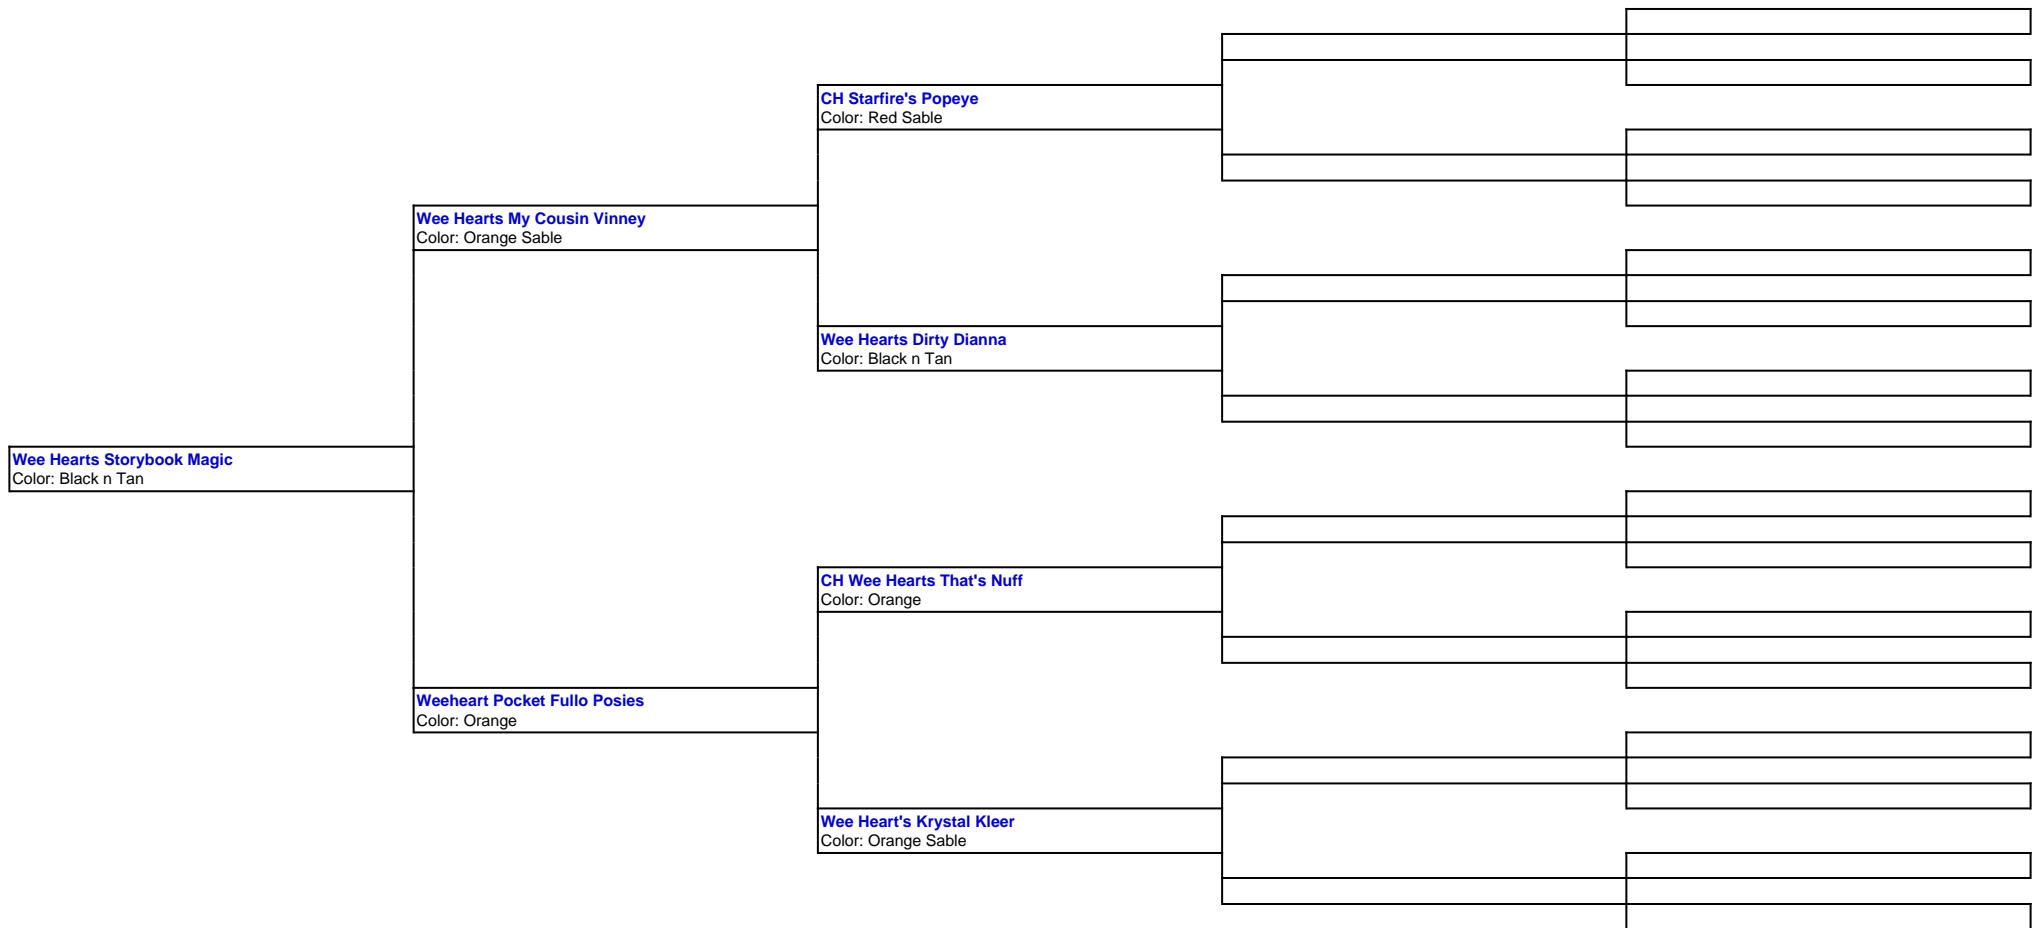 CH Starfire's Popeye
Color: Red Sable
Wee Hearts My Cousin Vinney
Color: Orange Sable
Wee Hearts Dirty Dianna
Color: Black n Tan
Wee Hearts Storybook Magic
Color: Black n Tan
CH Wee Hearts That's Nuff
Color: Orange
Weeheart Pocket Fullo Posies
Color: Orange
Wee Heart's Krystal Kleer
Color: Orange Sable